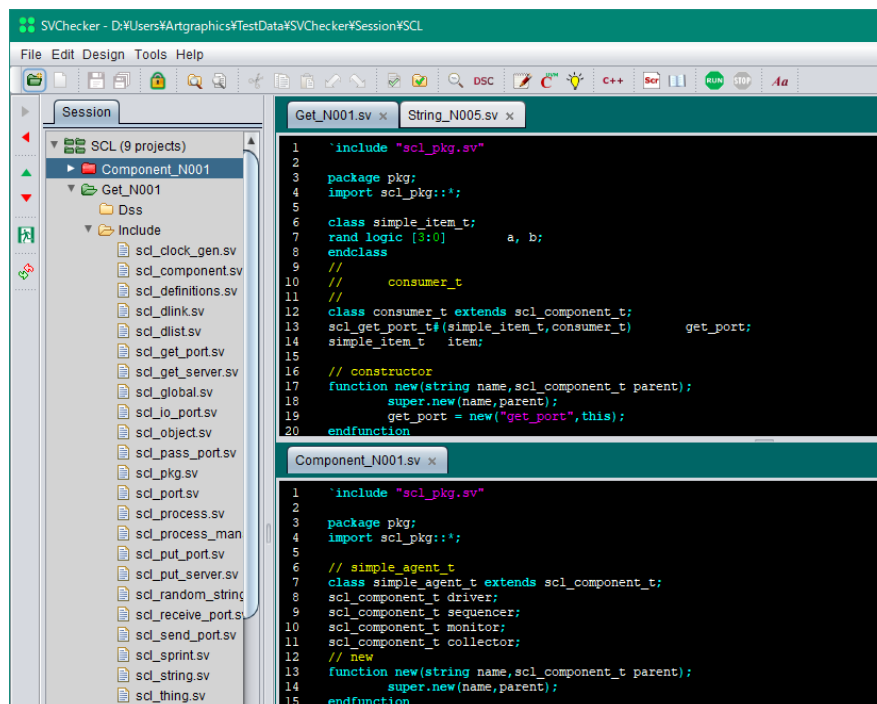 SVChecker - D:¥Users¥Artgraphics¥TestData¥SVChecker¥Session¥SCL
File Edit Design Tools Help
DSC C++ Scr RUN STOP Aa
Session
SCL (9 projects)
Component_N001
Get_N001
Dss
Include
scl_clock_gen.sv
scl_component.sv
scl_definitions.sv
scl_dlink.sv
scl_dlist.sv
scl_get_port.sv
scl_get_server.sv
scl_global.sv
scl_io_port.sv
scl_object.sv
scl_pass_port.sv
scl_pkg.sv
scl_port.sv
scl_process.sv
scl_process_man
scl_put_port.sv
scl_put_server.sv
scl_random_string
scl_receive_port.sv
scl_send_port.sv
scl_sprint.sv
scl_string.sv
scl_thing.sv
Get_N001.sv × String_N005.sv ×
1 `include "scl_pkg.sv"
2
3 package pkg;
4 import scl_pkg::*;
5
6 class simple_item_t;
7 rand logic [3:0] a, b;
8 endclass
9 //
10 // consumer_t
11 //
12 class consumer_t extends scl_component_t;
13 scl_get_port_t#(simple_item_t,consumer_t) get_port;
14 simple_item_t item;
15
16 // constructor
17 function new(string name,scl_component_t parent);
18 super.new(name,parent);
19 get_port = new("get_port",this);
20 endfunction
Component_N001.sv ×
1 `include "scl_pkg.sv"
2
3 package pkg;
4 import scl_pkg::*;
5
6 // simple_agent_t
7 class simple_agent_t extends scl_component_t;
8 scl_component_t driver;
9 scl_component_t sequencer;
10 scl_component_t monitor;
11 scl_component_t collector;
12 // new
13 function new(string name,scl_component_t parent);
14 super.new(name,parent);
15 endfunction